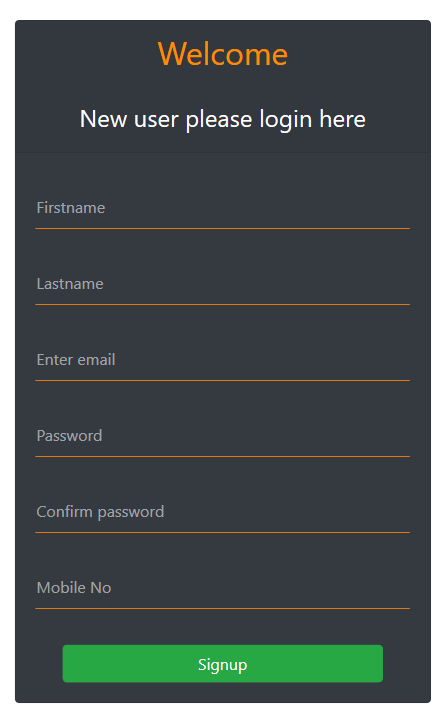 Welcome
New user please login here
Firstname
Lastname
Enter email
Password
Confirm password
Mobile No
Signup